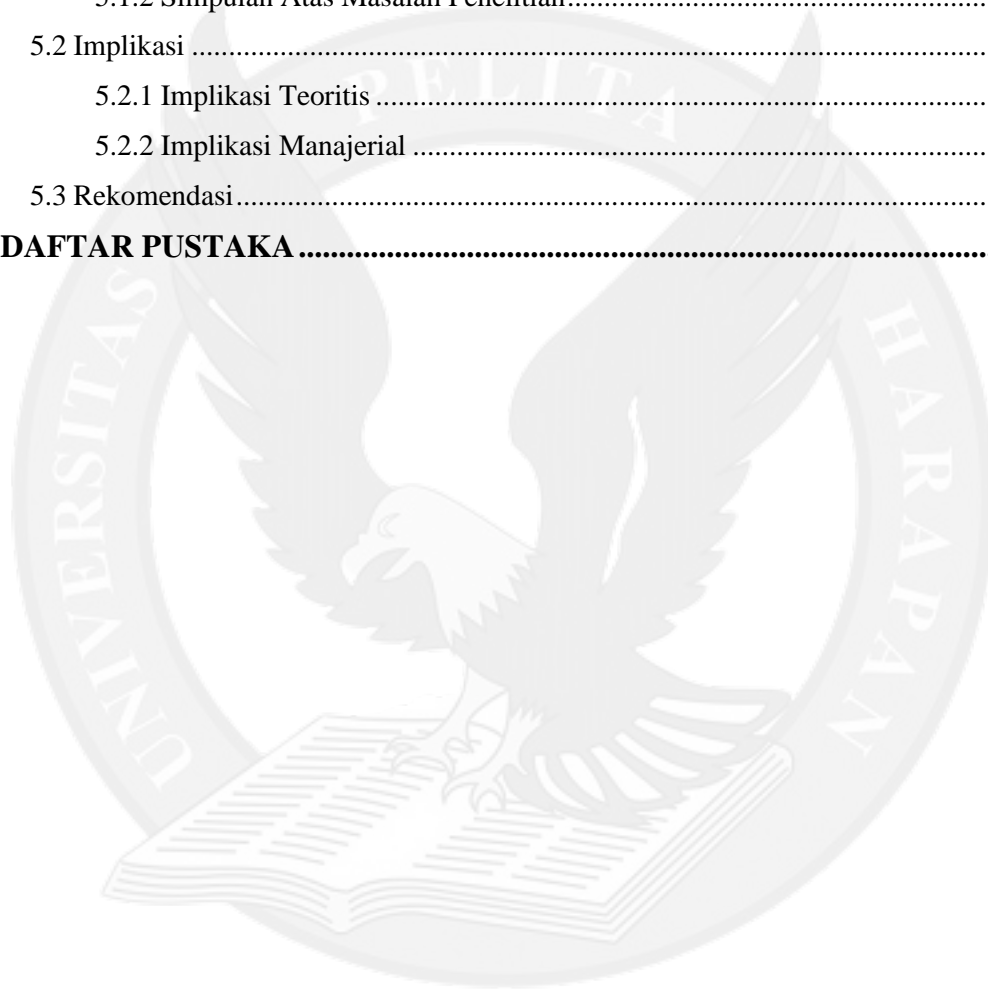 5.1.2 Simpulan Atas Masalah Penelitian..............................................................
5.2 Implikasi ...............................................................................................................
5.2.1 Implikasi Teoritis .....................................................................................
5.2.2 Implikasi Manajerial ................................................................................
5.3 Rekomendasi.........................................................................................................
DAFTAR PUSTAKA .....................................................................................
UNIVERSITAS PELITA HARAPAN